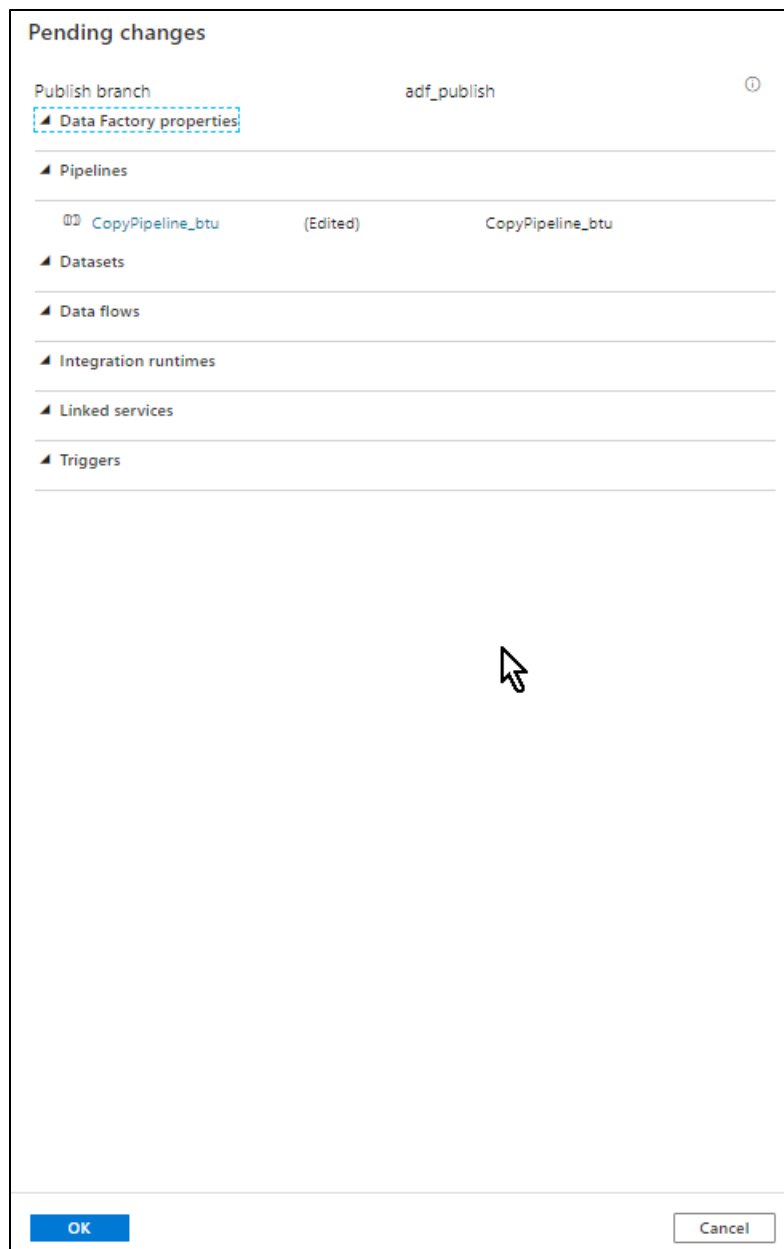 Pending changes
Publish branch adf_publish
Data Factory properties
Pipelines
CopyPipeline_btu (Edited) CopyPipeline_btu
Datasets
Data flows
Integration runtimes
Linked services
Triggers
OK Cancel